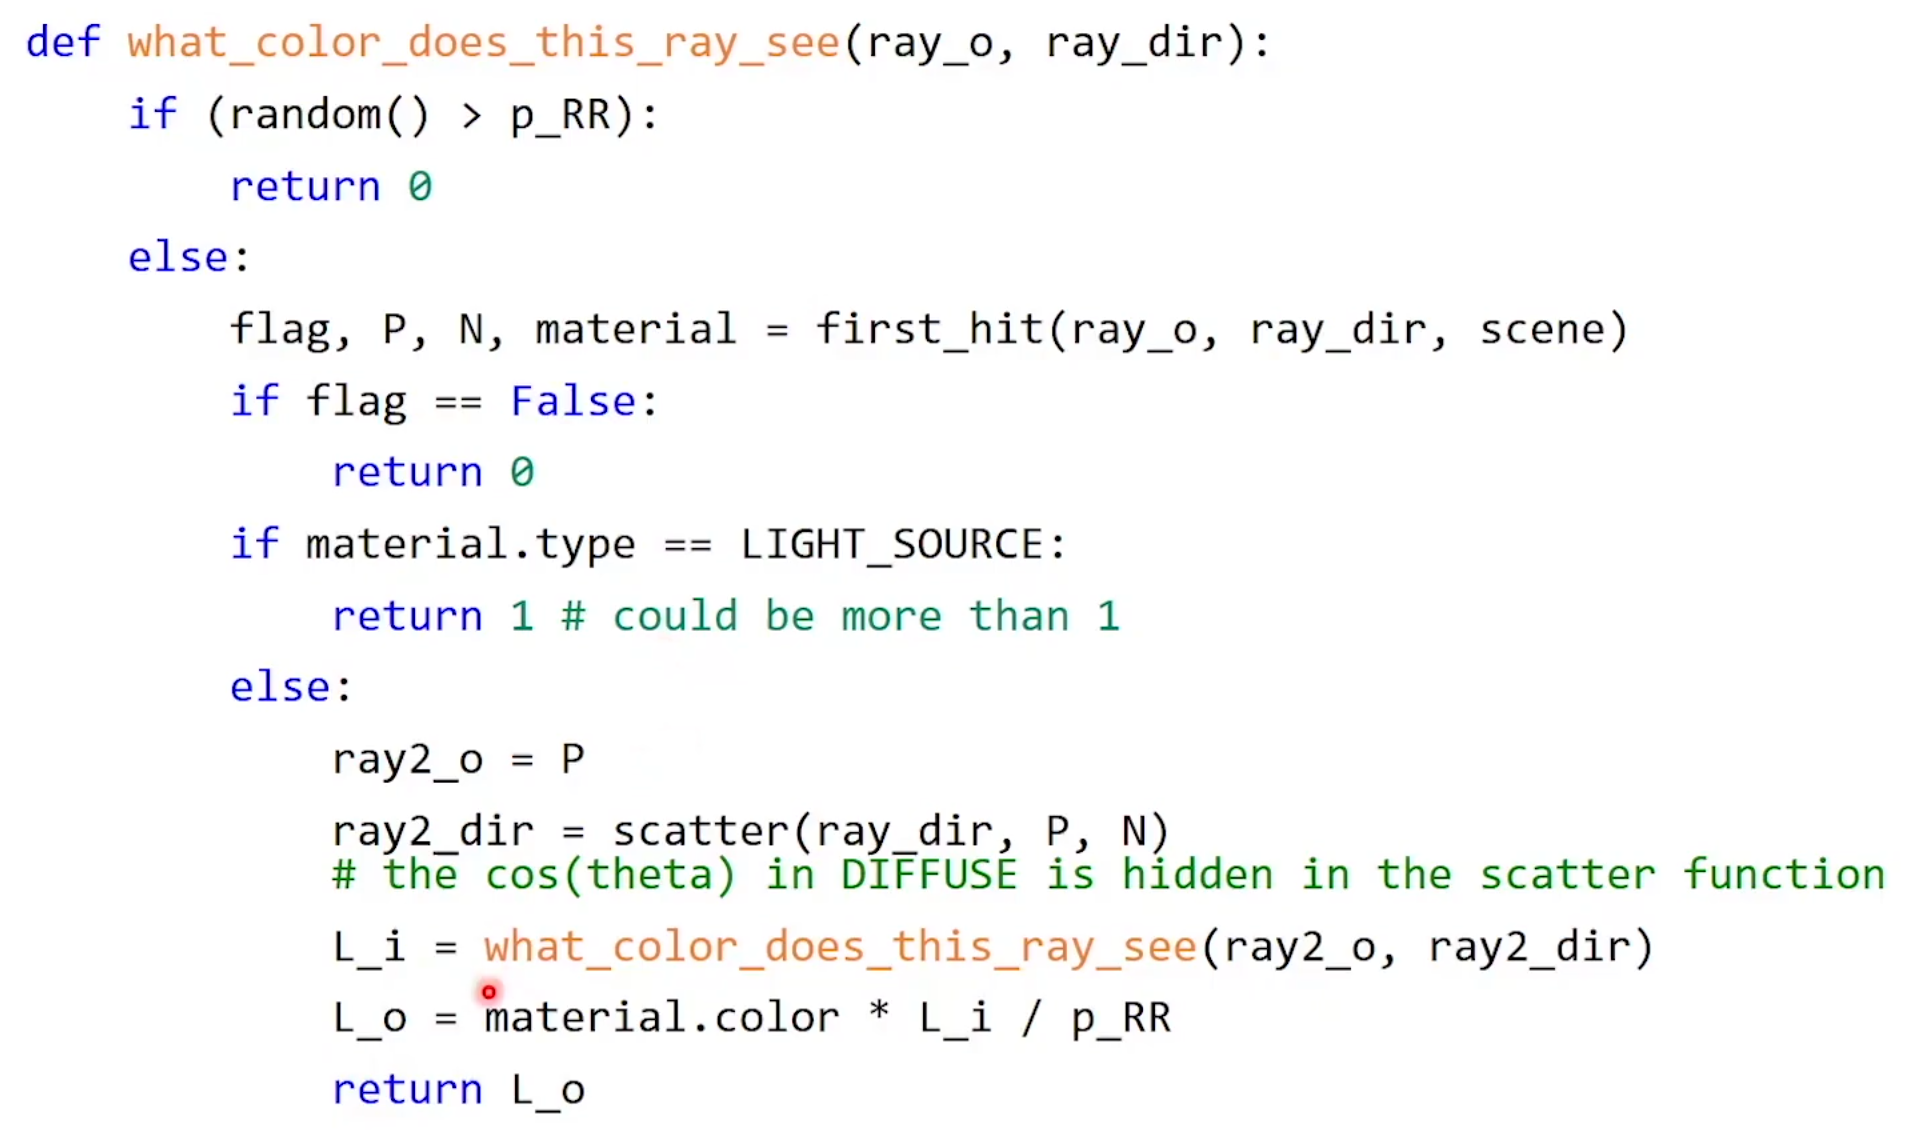 def what_color_does_this_ray_see(ray_o, ray_dir):
    if (random() > p_RR):
        return 0
    else:
        flag, P, N, material = first_hit(ray_o, ray_dir, scene)
        if flag == False:
            return 0
        if material.type == LIGHT_SOURCE:
            return 1 # could be more than 1
        else:
            ray2_o = P
            ray2_dir = scatter(ray_dir, P, N)
            # the cos(theta) in DIFFUSE is hidden in the scatter function
            L_i = what_color_does_this_ray_see(ray2_o, ray2_dir)
            L_o = material.color * L_i / p_RR
            return L_o